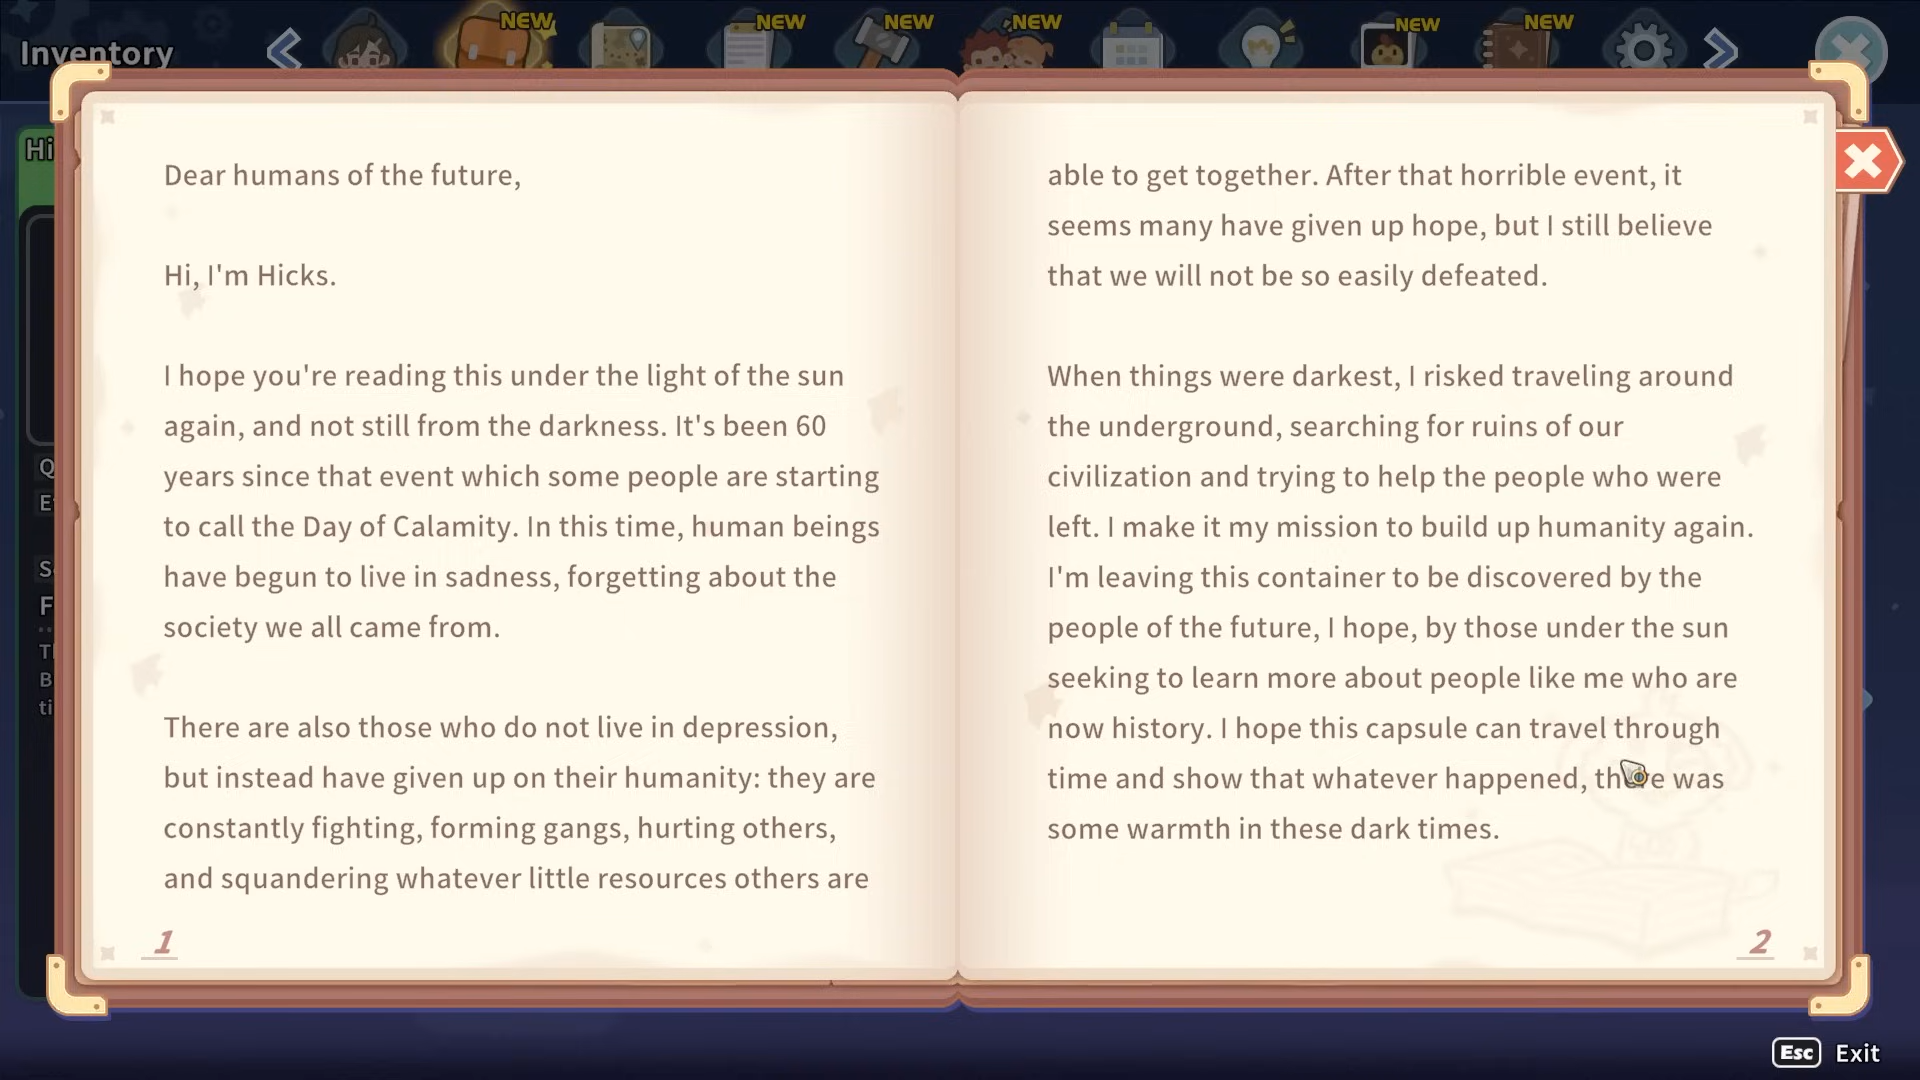 Inventory
NEW
NEW
NEW
NEW
NEW
NEW
Hi
Q
E
S
F
Tl
B
ti
Dear humans of the future,
Hi, I'm Hicks.
I hope you're reading this under the light of the sun
again, and not still from the darkness. It's been 60
years since that event which some people are starting
to call the Day of Calamity. In this time, human beings
have begun to live in sadness, forgetting about the
society we all came from.
There are also those who do not live in depression,
but instead have given up on their humanity: they are
constantly fighting, forming gangs, hurting others,
and squandering whatever little resources others are
1
able to get together. After that horrible event, it
seems many have given up hope, but I still believe
that we will not be so easily defeated.
When things were darkest, I risked traveling around
the underground, searching for ruins of our
civilization and trying to help the people who were
left. I make it my mission to build up humanity again.
I'm leaving this container to be discovered by the
people of the future, I hope, by those under the sun
seeking to learn more about people like me who are
now history. I hope this capsule can travel through
time and show that whatever happened, there was
some warmth in these dark times.
2
Esc Exit